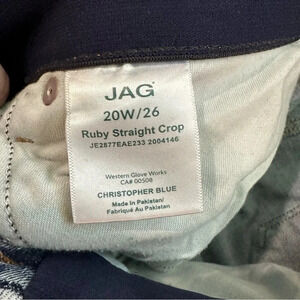 JAG
20W/26
Ruby Straight Crop
JE2877EAE233 2004146
Western Glove Works
CA# 00508
CHRISTOPHER BLUE
Made In Pakistan/
Fabriqué Au Pakistan